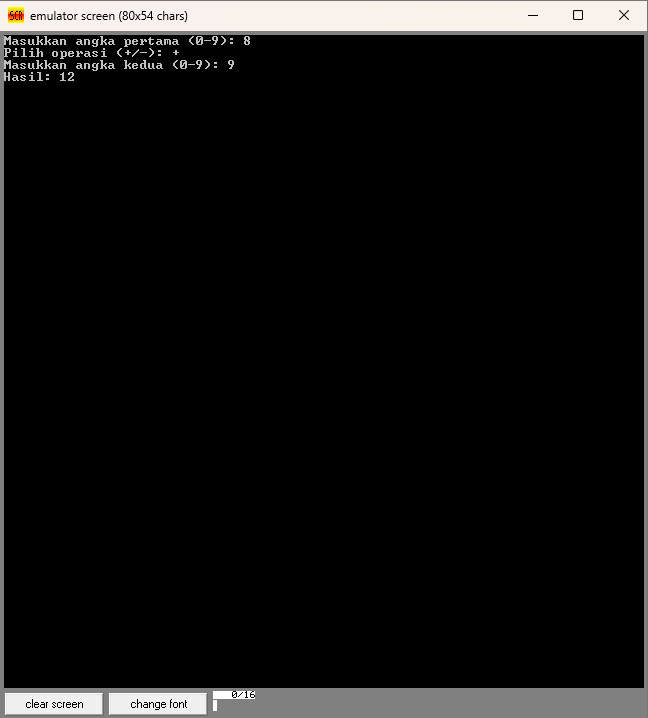 SCR emulator screen (80x54 chars)
Masukkan angka pertama (0-9): 8
Pilih operasi (+/-): +
Masukkan angka kedua (0-9): 9
Hasil: 12
clear screen change font 0/16